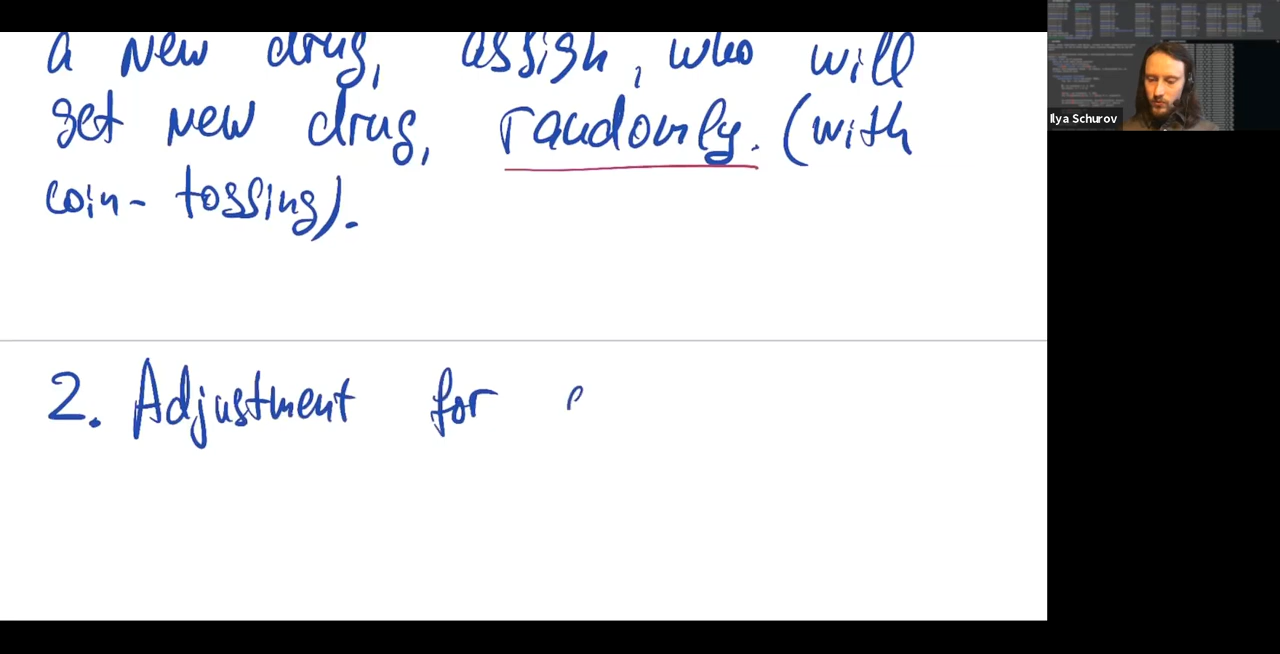 a new drug, assign, who will
get new drug, randomly. (with
coin-tossing).
2. Adjustment for
Ilya Schurov